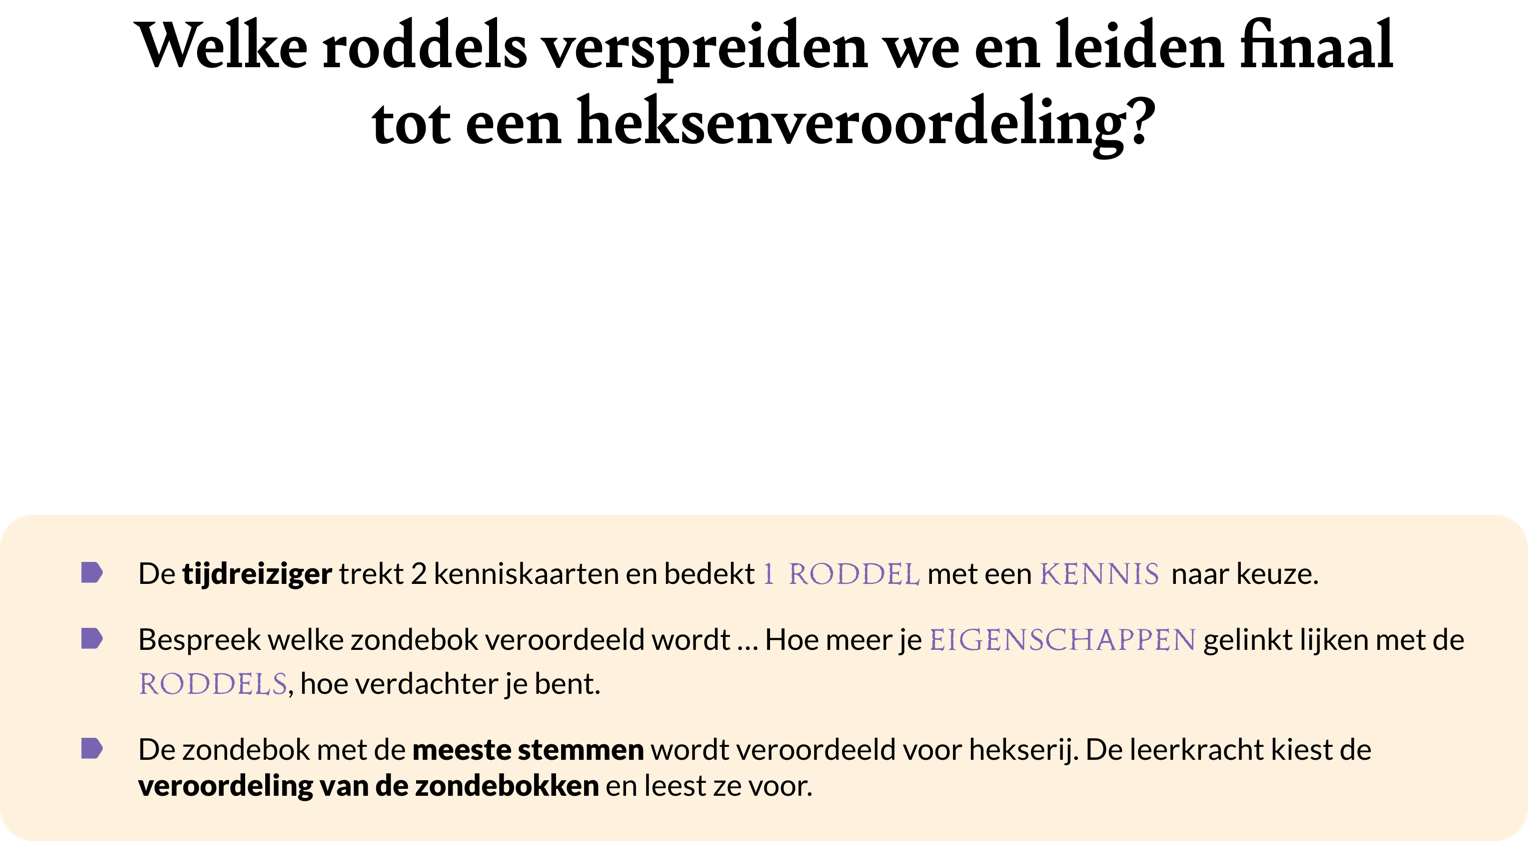 Welke roddels verspreiden we en leiden finaal
tot een heksenveroordeling?
De tijdreiziger trekt 2 kenniskaarten en bedekt 1 RODDEL met een KENNIS naar keuze.
Bespreek welke zondebok veroordeeld wordt ... Hoe meer je EIGENSCHAPPEN gelinkt lijken met de
RODDELS, hoe verdachter je bent.
De zondebok met de meeste stemmen wordt veroordeeld voor hekserij. De leerkracht kiest de
veroordeling van de zondebokken en leest ze voor.